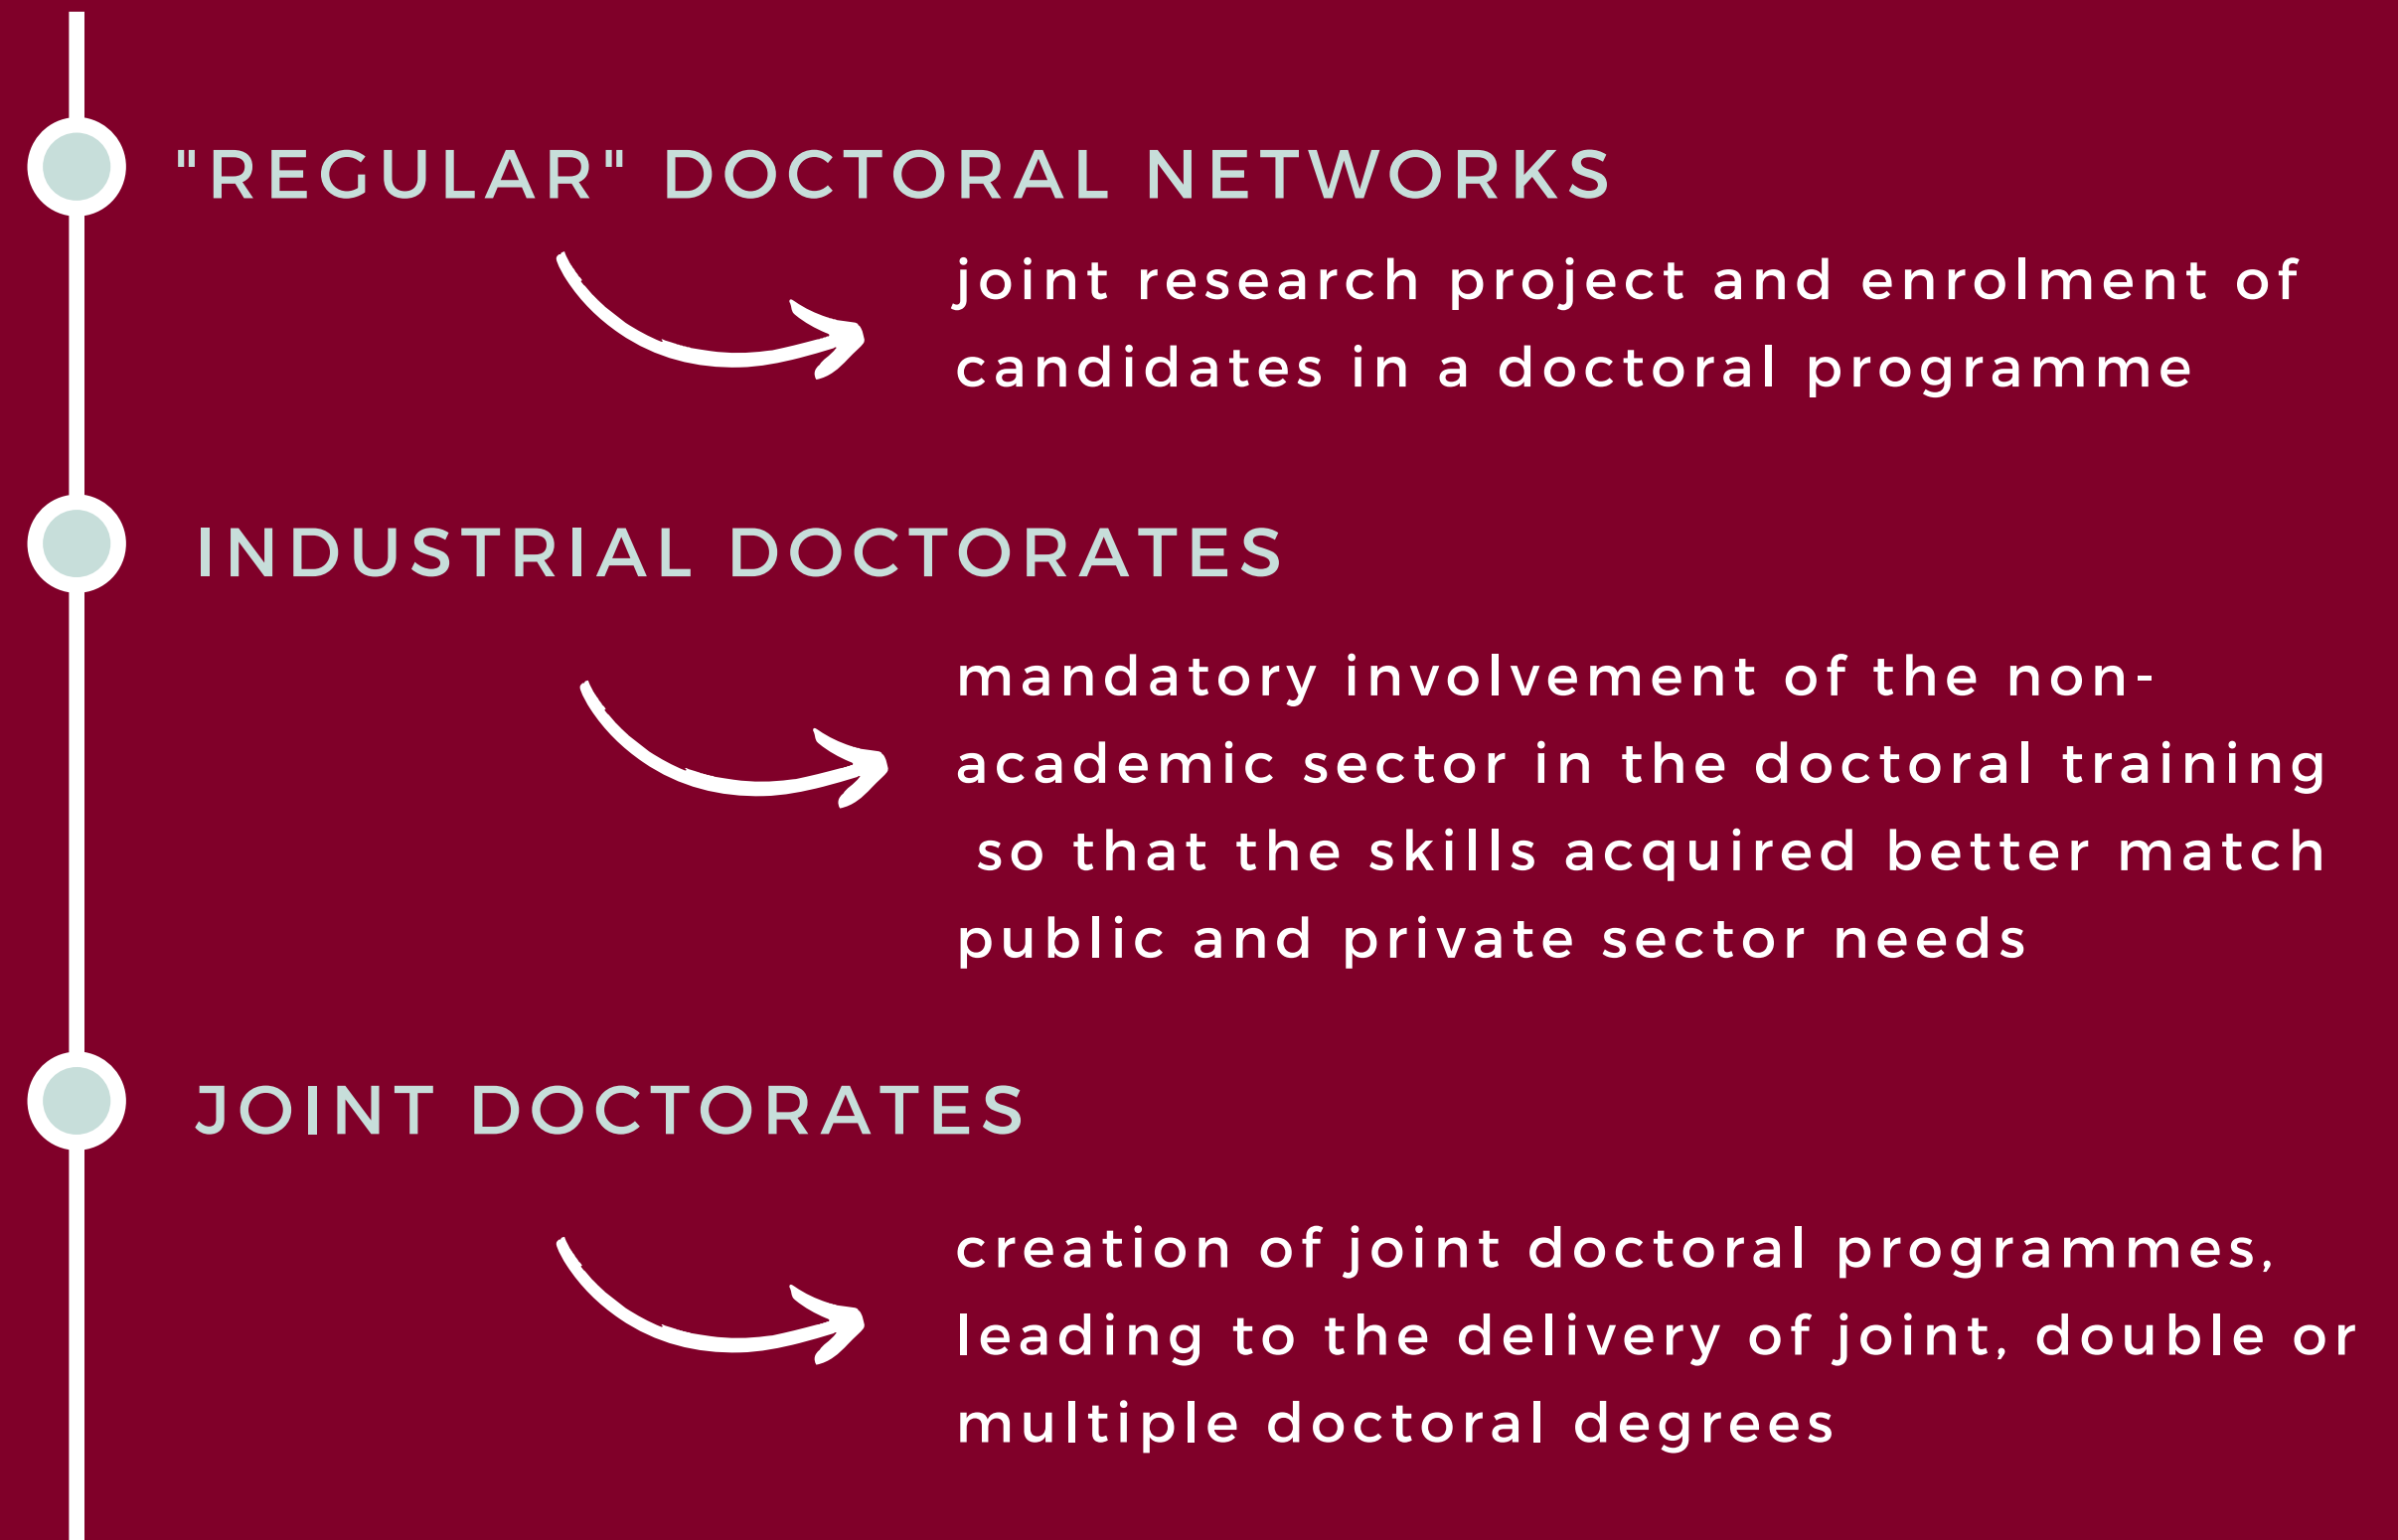 "REGULAR" DOCTORAL NETWORKS
joint research project and enrolment of
candidates in a doctoral programme
INDUSTRIAL DOCTORATES
mandatory involvement of the non-
academic sector in the doctoral training
so that the skills acquired better match
public and private sector needs
JOINT DOCTORATES
creation of joint doctoral programmes,
leading to the delivery of joint, double or
multiple doctoral degrees